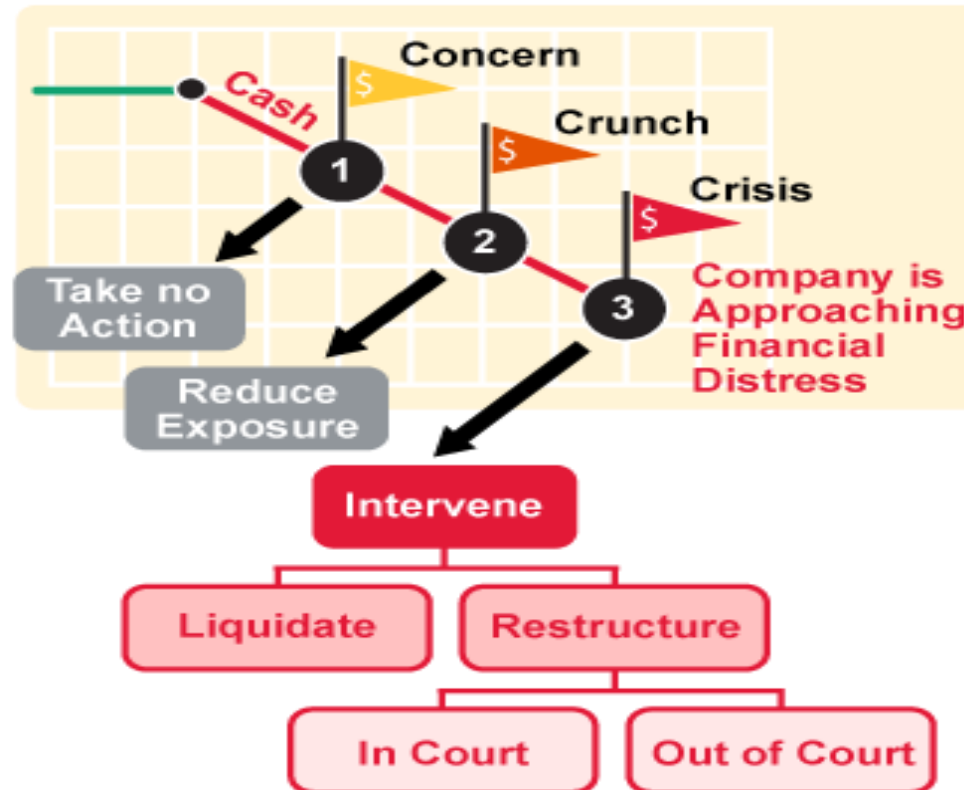 Concern
$
Cash
Crunch
$
1
Crisis
$
2
Company is
Approaching
Financial
Distress
3
Take no
Action
Reduce
Exposure
Intervene
Liquidate
Restructure
In Court
Out of Court